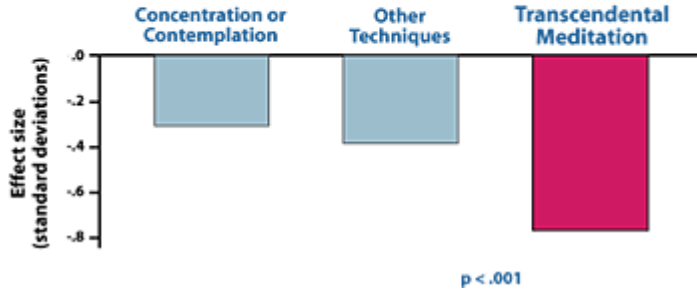 Concentration or
Contemplation
Other
Techniques
Transcendental
Meditation
.0
-.2
-.4
-.6
-.8
Effect size
(standard deviations)
p < .001